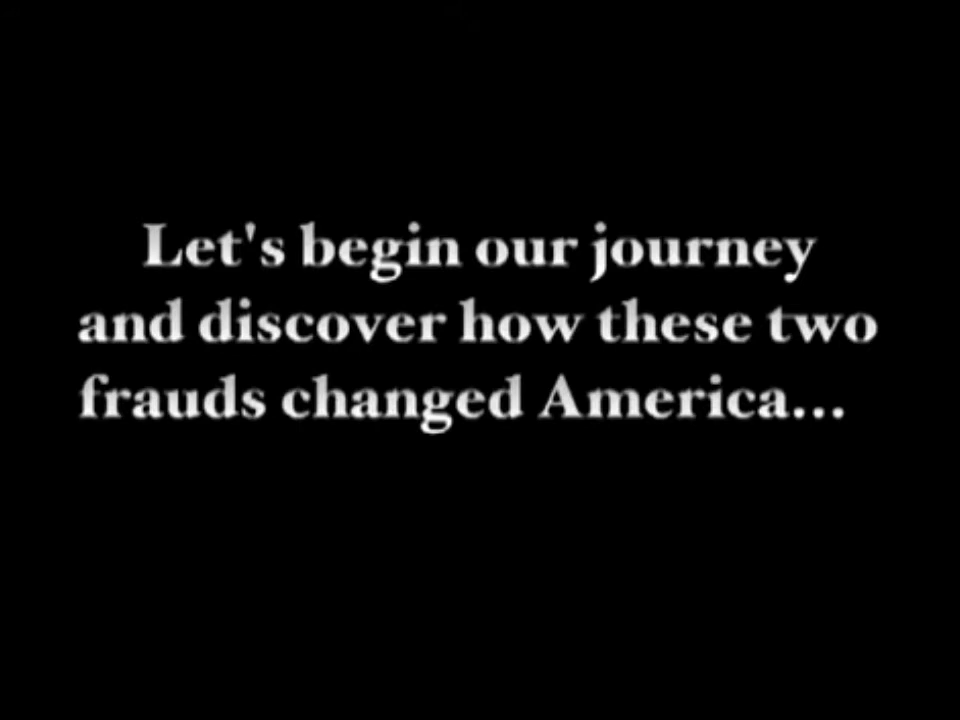 Let's begin our journey
and discover how these two
frauds changed America...